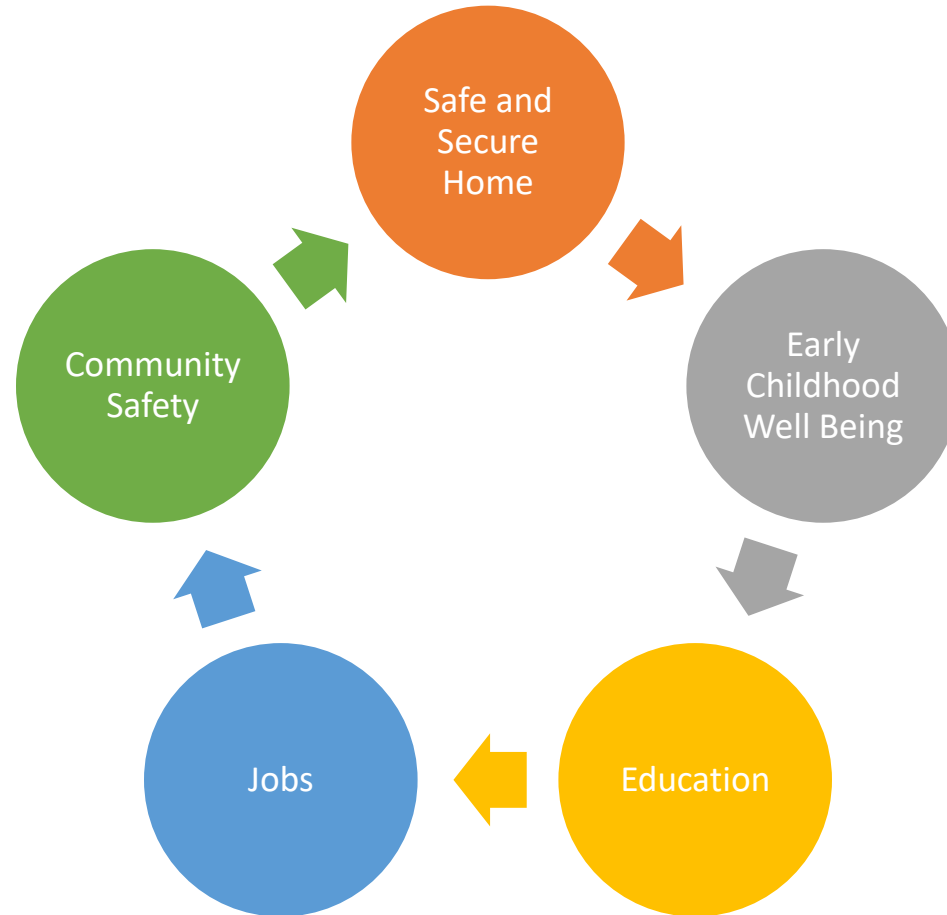 Safe and
Secure
Home
Early
Childhood
Well Being
Education
Jobs
Community
Safety